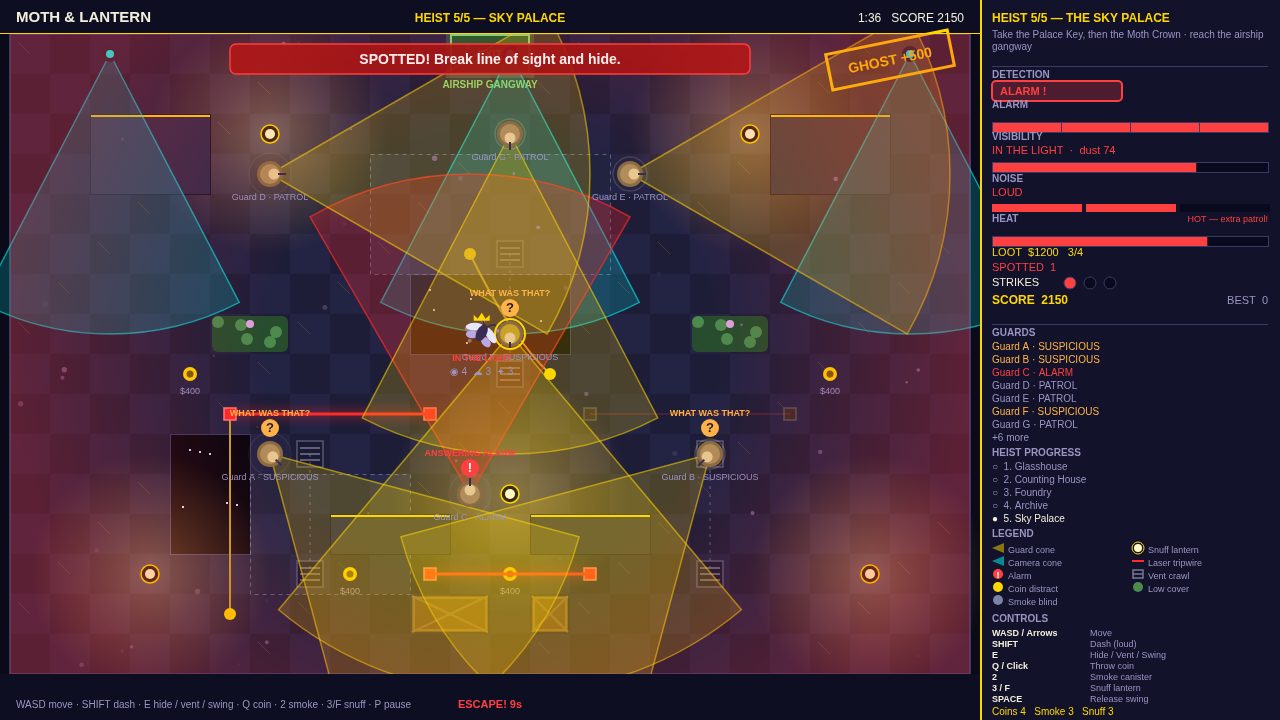 MOTH & LANTERN
HEIST 5/5 — SKY PALACE
1:36 SCORE 2150
SPOTTED! Break line of sight and hide.
GHOST +500
AIRSHIP GANGWAY
Guard G · PATROL
Guard D · PATROL
Guard E · PATROL
WHAT WAS THAT?
?
SUSPICIOUS
◉ 4 ☁ 3 ✦ 3
$400
$400
WHAT WAS THAT?
?
WHAT WAS THAT?
?
ANSWERING
!
Guard A · SUSPICIOUS
Guard B · SUSPICIOUS
Guard C · ALARM
$400
$400
WASD move · SHIFT dash · E hide / vent / swing · Q coin · 2 smoke · 3/F snuff · P pause
ESCAPE! 9s
HEIST 5/5 — THE SKY PALACE
Take the Palace Key, then the Moth Crown · reach the airship
gangway
DETECTION
ALARM !
ALARM
VISIBILITY
IN THE LIGHT · dust 74
NOISE
LOUD
HEAT
HOT — extra patrol!
LOOT $1200 3/4
SPOTTED 1
STRIKES
SCORE 2150
BEST 0
GUARDS
Guard A · SUSPICIOUS
Guard B · SUSPICIOUS
Guard C · ALARM
Guard D · PATROL
Guard E · PATROL
Guard F · SUSPICIOUS
Guard G · PATROL
+6 more
HEIST PROGRESS
○ 1. Glasshouse
○ 2. Counting House
○ 3. Foundry
○ 4. Archive
● 5. Sky Palace
LEGEND
Guard cone
Snuff lantern
Camera cone
Laser tripwire
! Alarm
Vent crawl
Coin distract
Low cover
Smoke blind
CONTROLS
WASD / Arrows Move
SHIFT Dash (loud)
E Hide / Vent / Swing
Q / Click Throw coin
2 Smoke canister
3 / F Snuff lantern
SPACE Release swing
Coins 4 Smoke 3 Snuff 3